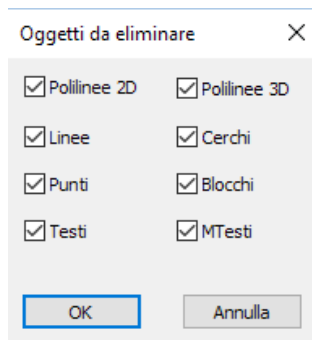 Oggetti da eliminare
Polilinee 2D Polilinee 3D
Linee Cerchi
Punti Blocchi
Testi MTesti
OK Annulla